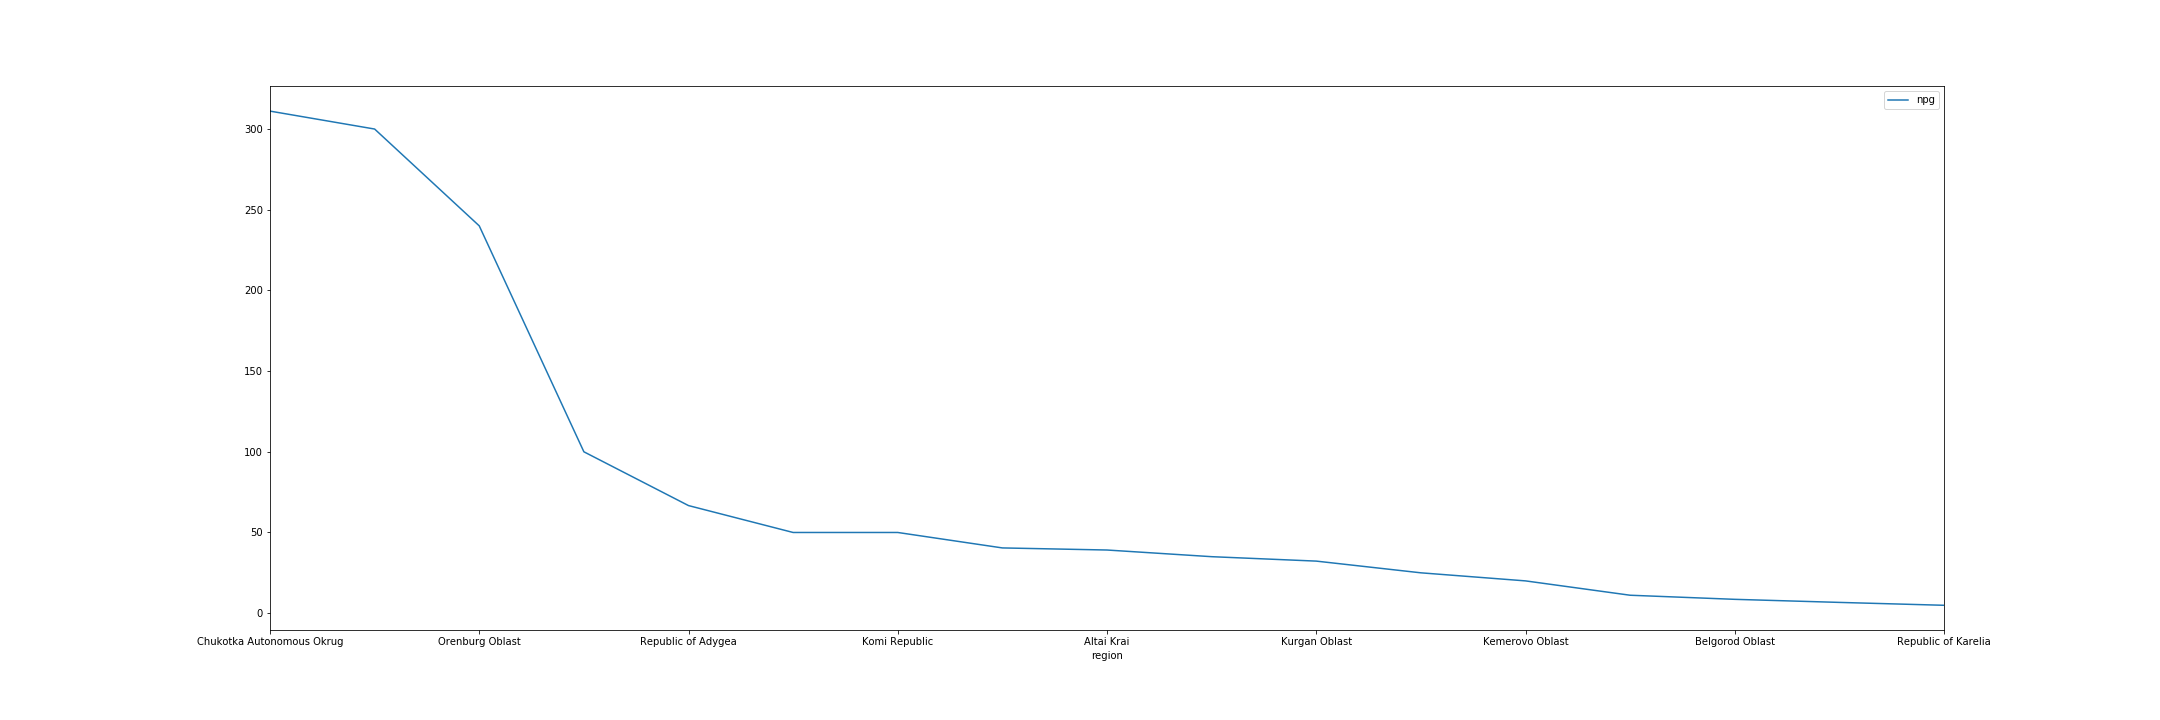 npg
300
250
200
150
100
50
0
Chukotka Autonomous Okrug Orenburg Oblast Republic of Adygea Komi Republic Altai Krai Kurgan Oblast Kemerovo Oblast Belgorod Oblast Republic of Karelia
region